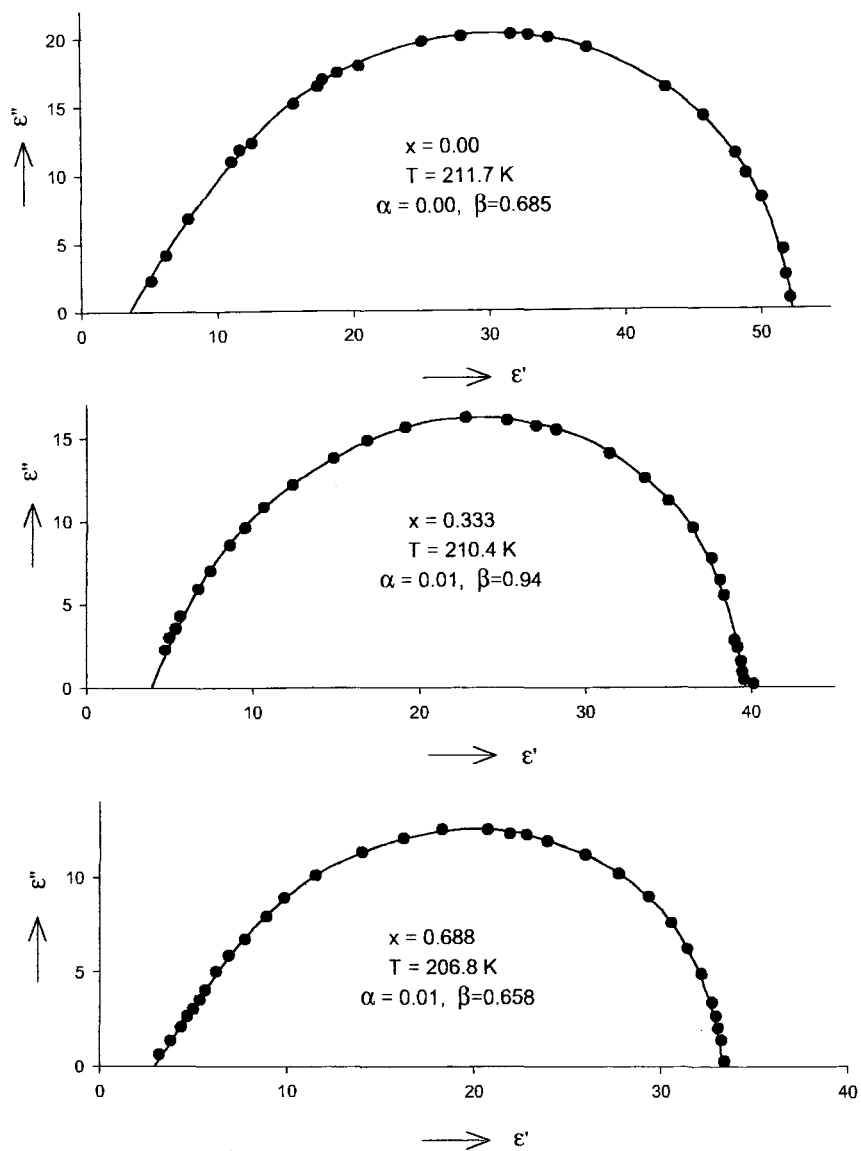 20
15
10
5
0
ε"
x = 0.00
T = 211.7 K
α = 0.00, β=0.685
0 10 20 30 40 50
ε'
15
10
5
0
ε"
x = 0.333
T = 210.4 K
α = 0.01, β=0.94
0 10 20 30 40
ε'
10
5
0
ε"
x = 0.688
T = 206.8 K
α = 0.01, β=0.658
0 10 20 30 40
ε'